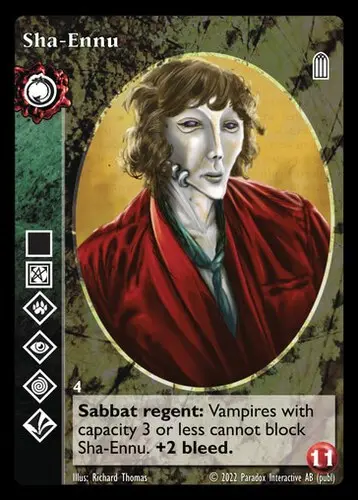 Sha-Ennu
4
Sabbat regent: Vampires with
capacity 3 or less cannot block
Sha-Ennu. +2 bleed.
11
Illus: Richard Thomas
© 2022 Paradox Interactive AB (publ)